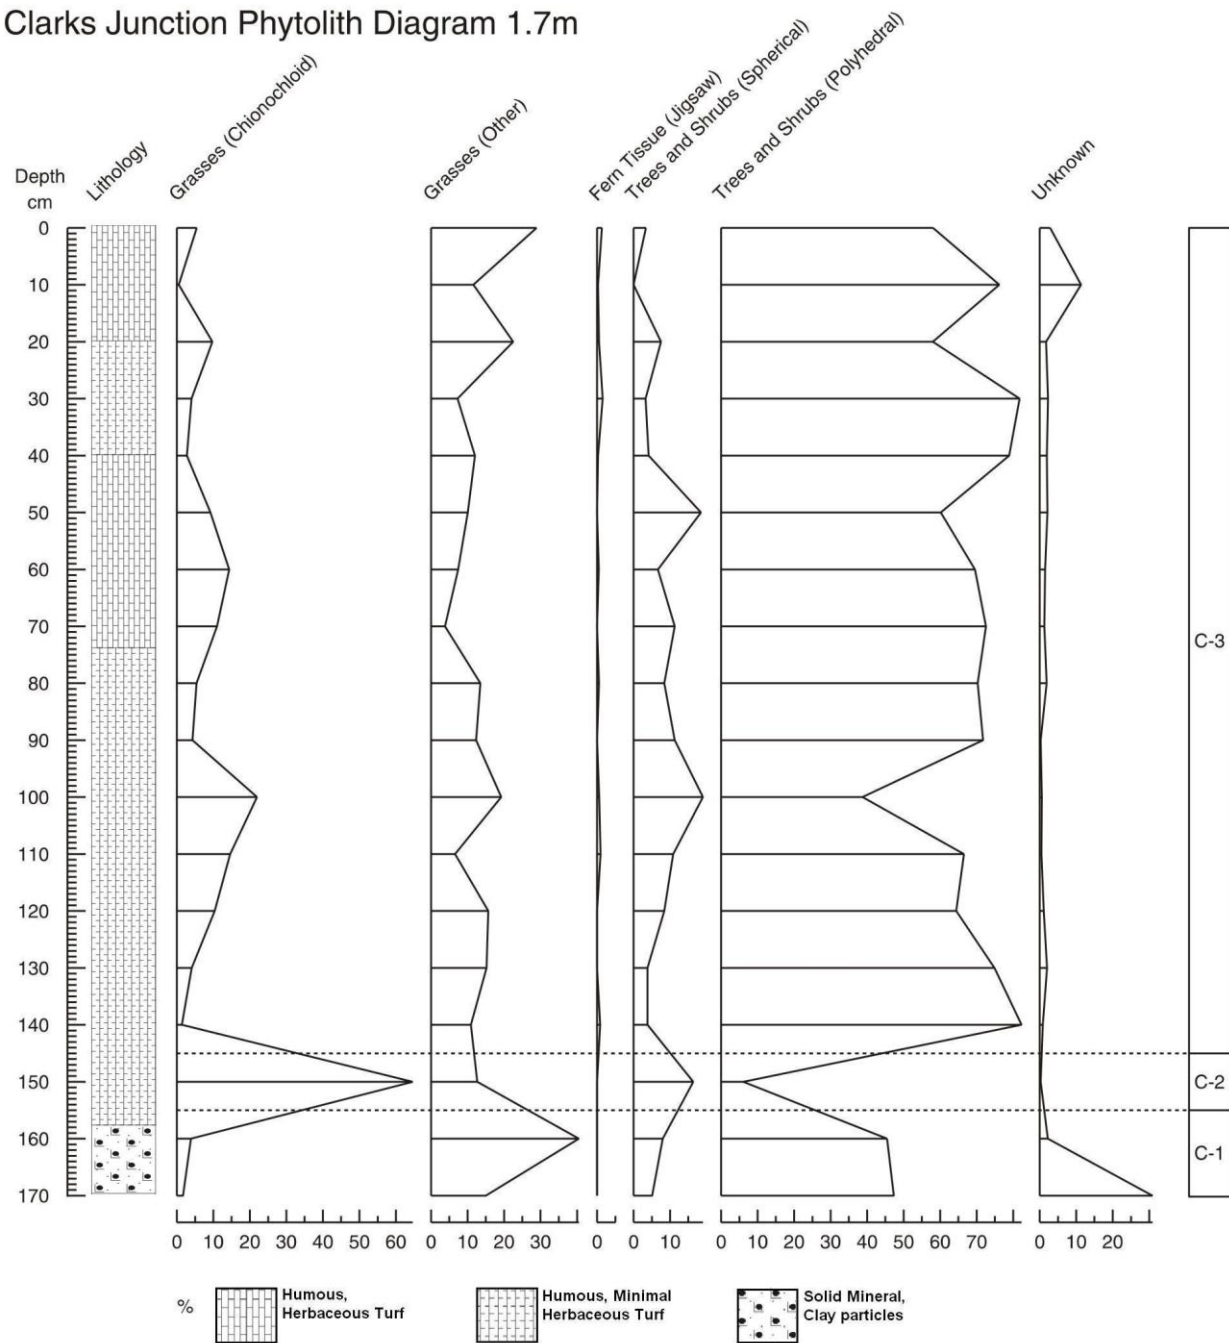 Clarks Junction Phytolith Diagram 1.7m
Depth
cm
Lithology
Grasses (Chionochloid)
Grasses (Other)
Fern Tissue (Jigsaw)
Trees and Shrubs (Spherical)
Trees and Shrubs (Polyhedral)
Unknown
0
10
20
30
40
50
60
70
80
90
100
110
120
130
140
150
160
170
C-3
C-2
C-1
0 10 20 30 40 50 60
0 10 20 30
0
0 10
0 10 20 30 40 50 60 70 80
0 10 20
%
Humous,
Herbaceous Turf
Humous, Minimal
Herbaceous Turf
Solid Mineral,
Clay particles